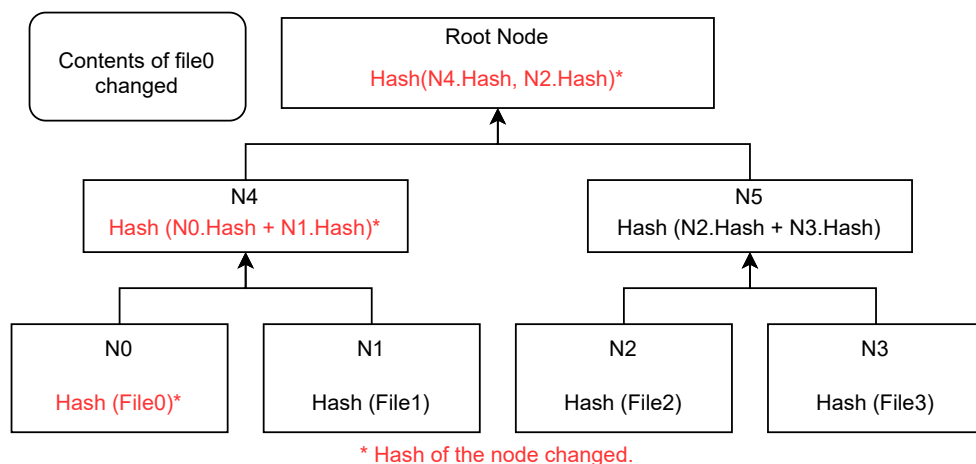 Contents of file0
changed
Root Node
Hash(N4.Hash, N2.Hash)*
N4
Hash (N0.Hash + N1.Hash)*
N5
Hash (N2.Hash + N3.Hash)
N0
Hash (File0)*
N1
Hash (File1)
N2
Hash (File2)
N3
Hash (File3)
* Hash of the node changed.